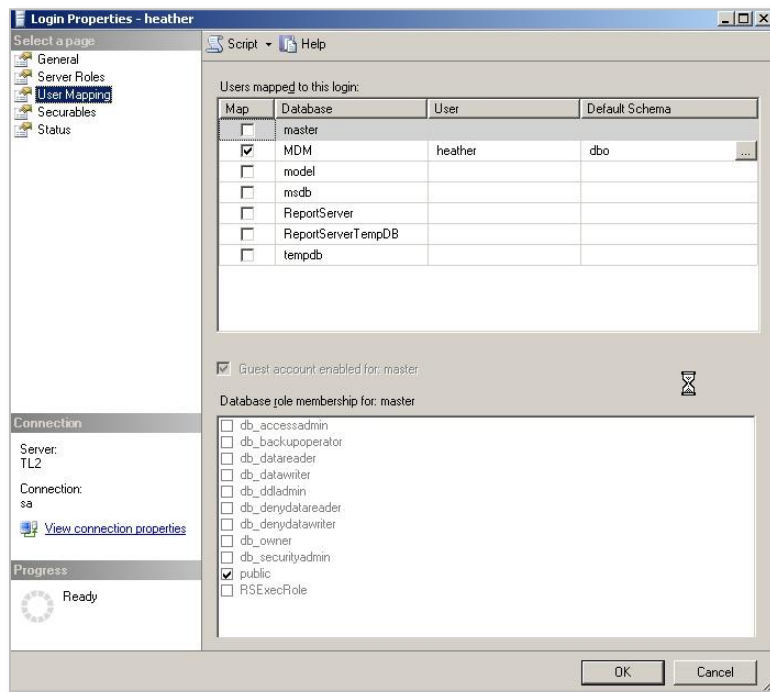 Login Properties - heather
Select a page
General
Server Roles
User Mapping
Securables
Status
Script Help
Users mapped to this login:
Map Database User Default Schema
master
MDM heather dbo ...
model
msdb
ReportServer
ReportServerTempDB
tempdb
Guest account enabled for: master
Database role membership for: master
db_accessadmin
db_backupoperator
db_datareader
db_datawriter
db_ddladmin
db_denydatareader
db_denydatawriter
db_owner
db_securityadmin
public
RSExecRole
Connection
Server:
TL2
Connection:
sa
View connection properties
Progress
Ready
OK Cancel